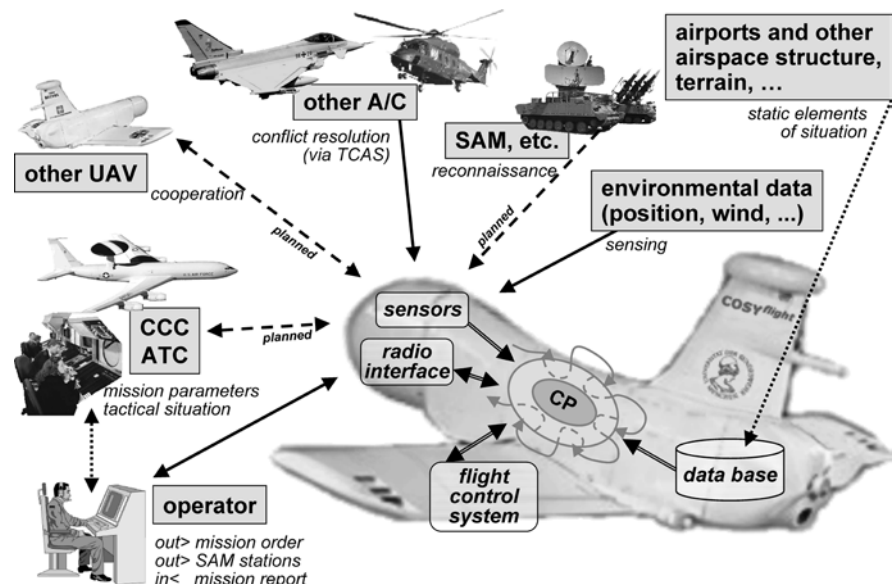 airports and other
airspace structure,
terrain, ...
static elements
of situation
other A/C
conflict resolution
(via TCAS)
SAM, etc.
reconnaissance
other UAV
cooperation
planned
planned
environmental data
(position, wind, ...)
sensing
CCC
ATC
planned
mission parameters
tactical situation
sensors
radio
interface
CP
flight
control
system
data base
COSYflight
operator
out> mission order
out> SAM stations
in< mission report